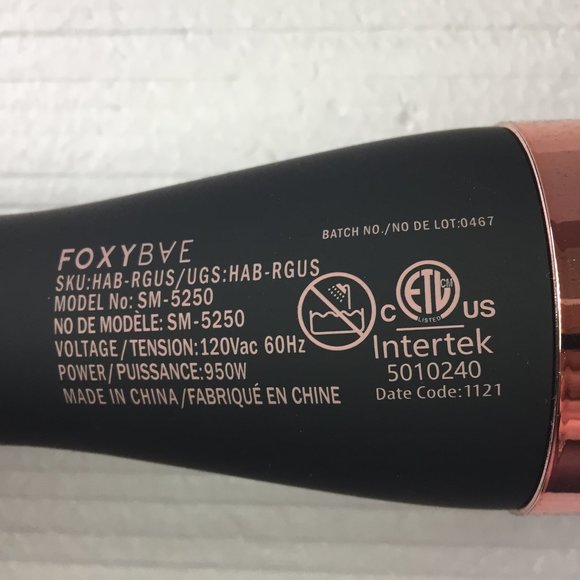 BATCH NO./NO DE LOT:0467
FOXYBAE
SKU:HAB-RGUS/UGS:HAB-RGUS
MODEL No: SM-5250
NO DE MODÈLE: SM-5250
VOLTAGE/TENSION:120Vac 60Hz
POWER/PUISSANCE:950W
MADE IN CHINA/FABRIQUÉ EN CHINE
C ETL CM US
LISTED
Intertek
5010240
Date Code:1121